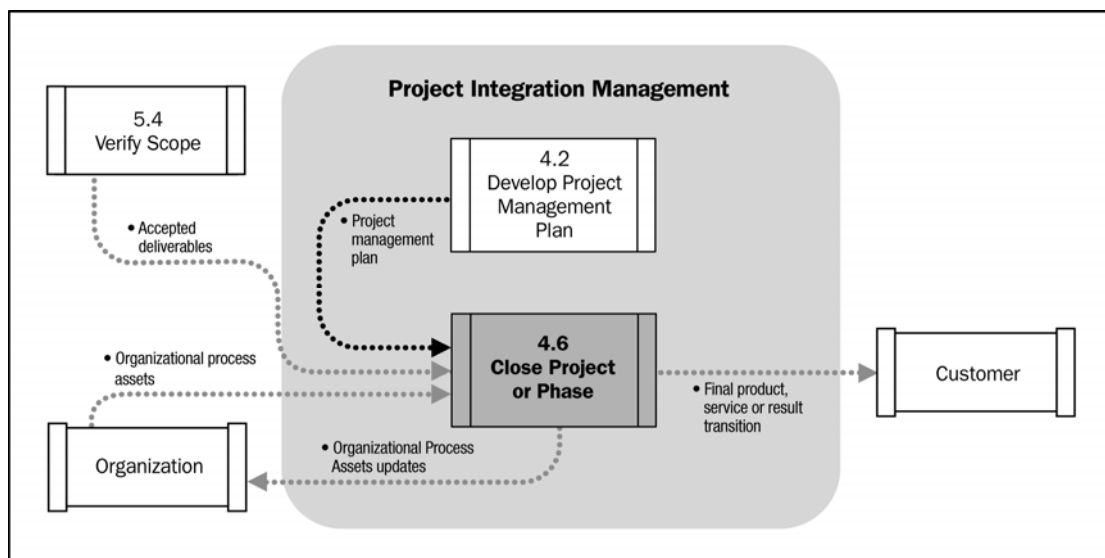 Project Integration Management
5.4
Verify Scope
4.2
Develop Project
Management
Plan
• Accepted
deliverables
• Project
management
plan
4.6
Close Project
or Phase
• Organizational process
assets
• Final product,
service or result
transition
Customer
Organization
• Organizational Process
Assets updates